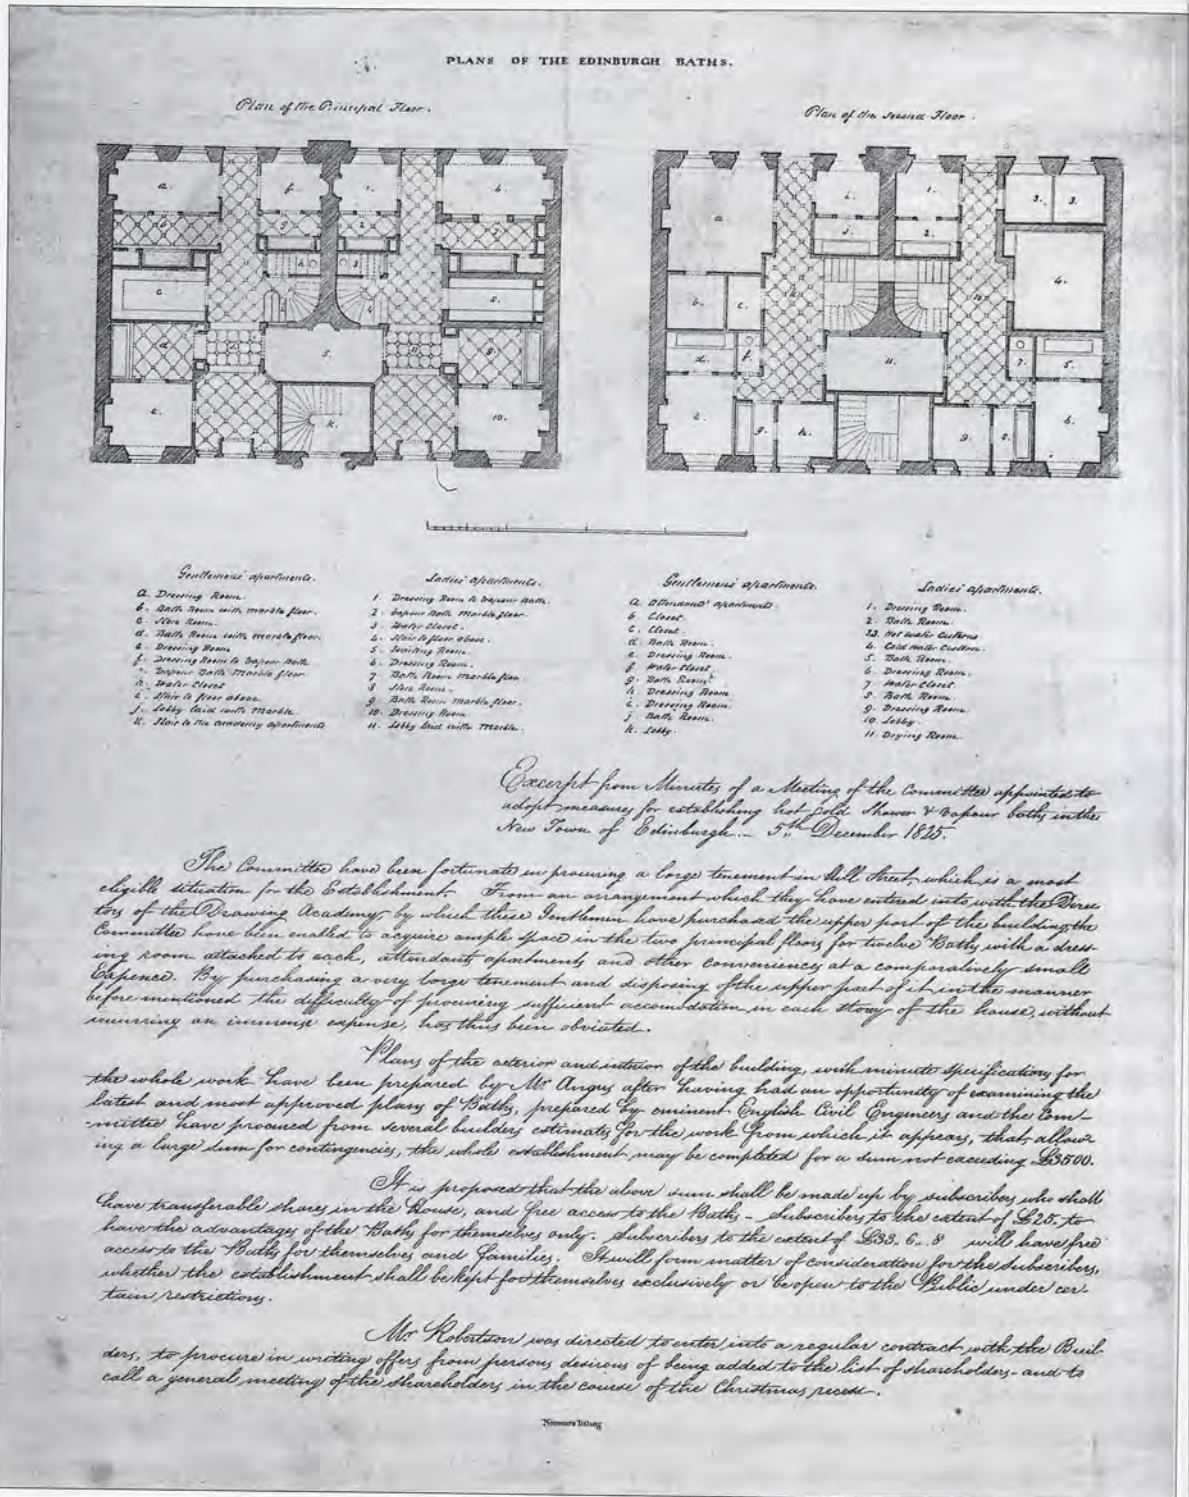 PLANS OF THE EDINBURGH BATHS.
Plan of the Principal Floor.
Plan of the Second Floor.
Gentlemens' apartments.
a. Dressing Room.
b. Bath Room with marble floor.
c. Store Room.
d. Bath Room with marble floor.
e. Dressing Room
f. Dressing Room to Vapour Bath
Vapour Bath Marble floor
h. Water Closet
i. Stair to floor above.
j. Lobby laid with Marble.
k. Stair to the academy apartments
Ladies' apartments.
1. Dressing Room to Vapour Bath.
2. Vapour Bath Marble floor.
3. Water Closet.
4. Stair to floor above.
5. Waiting Room.
6. Dressing Room.
7. Bath Room Marble floor.
8. Store Room.
9. Bath Room Marble floor.
10. Dressing Room.
11. Lobby laid with Marble.
Gentlemens' apartments.
a. Attendants' apartments.
b. Closet.
c. Closet.
d. Bath Room.
e. Dressing Room.
f. Water Closet.
g. Bath Room.
h. Dressing Room.
i. Dressing Room.
j. Bath Room.
k. Lobby.
Ladies' apartments.
1. Dressing Room.
2. Bath Room.
33. Hot Water Cisterns
4. Cold Water Cistern.
5. Bath Room.
6. Dressing Room.
7. Water Closet.
8. Bath Room.
9. Dressing Room.
10. Lobby.
11. Drying Room.
Excerpt from Minutes of a Meeting of the Committee appointed to
adopt measures for establishing hot cold Shower & Vapour baths in the
New Town of Edinburgh. — 5th December 1825.
The Committee have been fortunate in procuring a large tenement in Hill Street, which is a most
eligible situation for the Establishment. From an arrangement which they have entered into with the Direc
tors of the Drawing Academy, by which these Gentlemen have purchased the upper part of the building, the
Committee have been enabled to acquire ample space in the two principal floors for twelve Baths, with a dress-
ing room attached to each, attendants apartments and other conveniences at a comparatively small
Expence. By purchasing a very large tenement and disposing of the upper part of it in the manner
before mentioned the difficulty of procuring sufficient accomodation in each story of the house, without
incurring an immense expense, has thus been obviated.
Plans of the exterior and interior of the building, with minute specifications for
the whole work have been prepared by Mr Angus after having had an opportunity of examining the
latest and most approved plans of Baths, prepared by eminent English Civil Engineers and the Com-
-mittee have procured from several builders estimates for the work from which it appears, that, allow
ing a large sum for contingencies, the whole establishment may be completed for a sum not exceeding £3500.
It is proposed that the above sum shall be made up by subscribers who shall
have transferable shares in the House, and free access to the Baths — Subscribers to the extent of £25. to
have the advantages of the Baths for themselves only. Subscribers to the extent of £33..6..8 will have free
access to the Baths for themselves and families. It will form matter of consideration for the Subscribers,
whether the establishment shall be kept for themselves exclusively or be open to the Public under cer-
tain restrictions.
Mr Robertson was directed to enter into a regular contract with the Buil-
ders, to procure in writing offers from persons desirous of being added to the list of shareholders - and to
call a general meeting of the shareholders in the course of the Christmas recess.